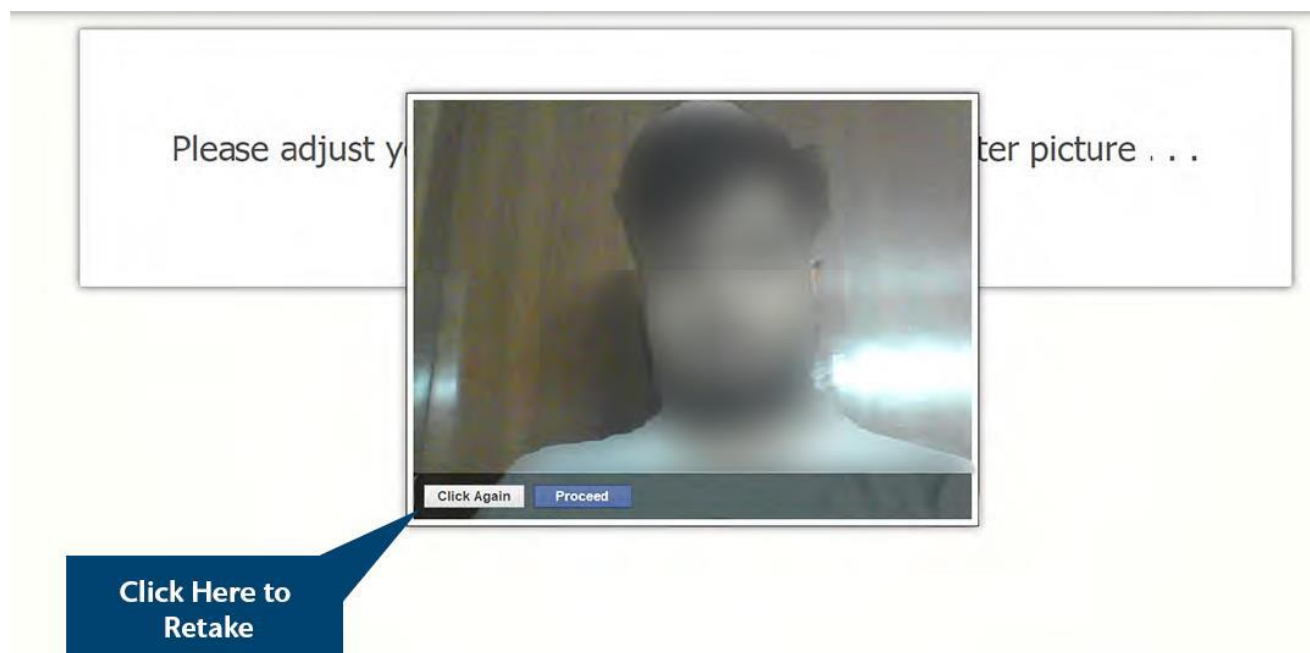 Please adjust y
ter picture . . .
Click Again
Proceed
Click Here to
Retake